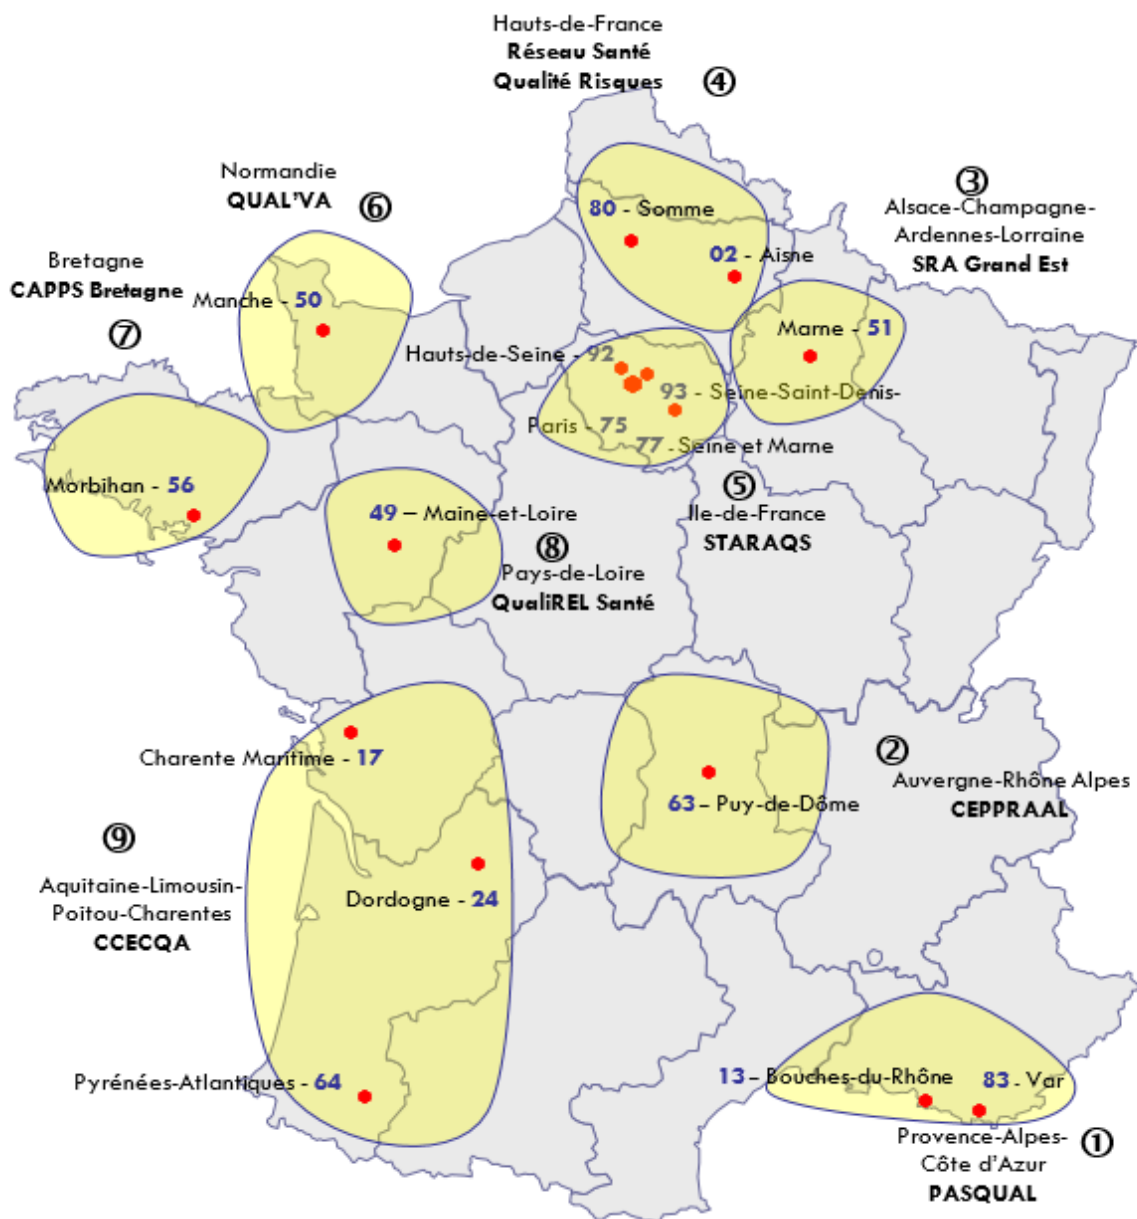 Hauts-de-France
Réseau Santé
Qualité Risques
④
Normandie
QUAL'VA
⑥
③
Alsace-Champagne-
Ardennes-Lorraine
SRA Grand Est
80 - Somme
02 - Aisne
Bretagne
CAPPS Bretagne
⑦
Manche - 50
Marne - 51
Hauts-de-Seine - 92
93 - Seine-Saint-Denis-
Paris - 75
77 - Seine et Marne
⑤
Ile-de-France
STARAQS
Morbihan - 56
49 – Maine-et-Loire
⑧
Pays-de-Loire
QualiREL Santé
Charente Maritime - 17
②
Auvergne-Rhône Alpes
CEPPRAAL
63 – Puy-de-Dôme
⑨
Aquitaine-Limousin-
Poitou-Charentes
CCECQA
Dordogne - 24
Pyrénées-Atlantiques - 64
13 – Bouches-du-Rhône
83 - Var
Provence-Alpes-
Côte d'Azur
PASQUAL
①